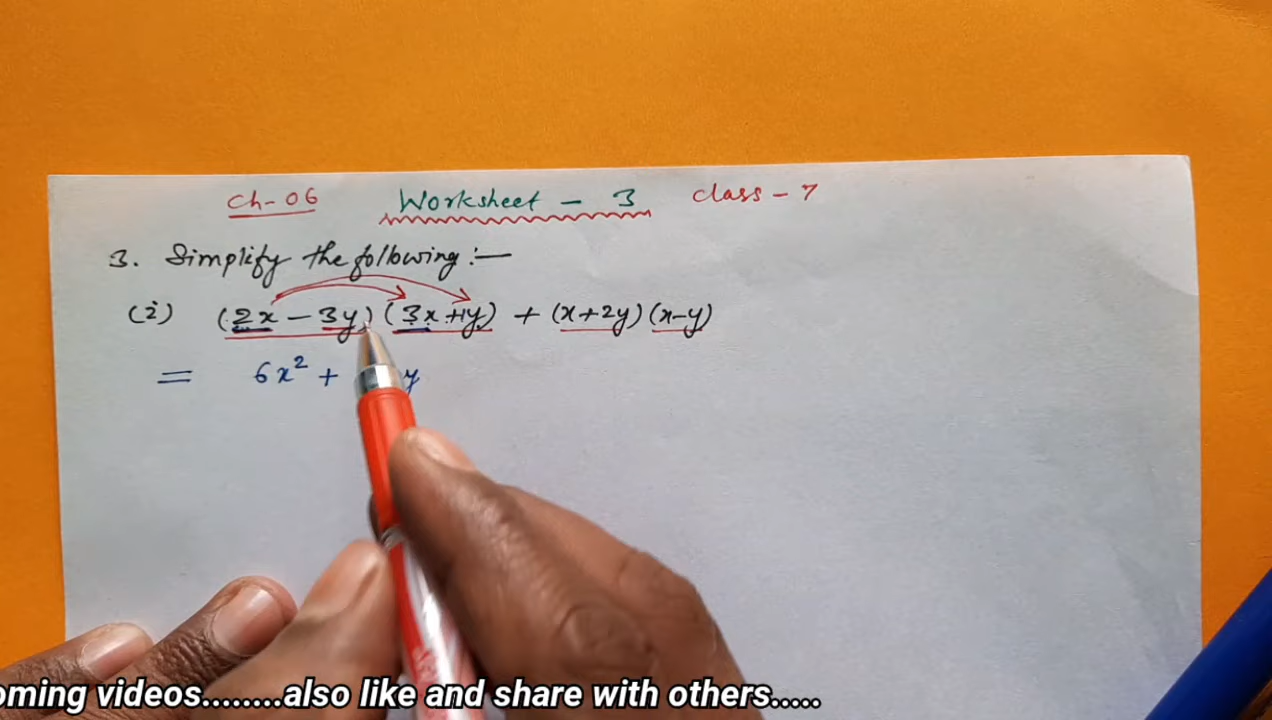 Ch-06 Worksheet - 3 class - 7
3. Simplify the following :—
(i) (2x - 3y) (3x + 1y) + (x+2y) (x-y)
= 6x² + y
oming videos........also like and share with others.....